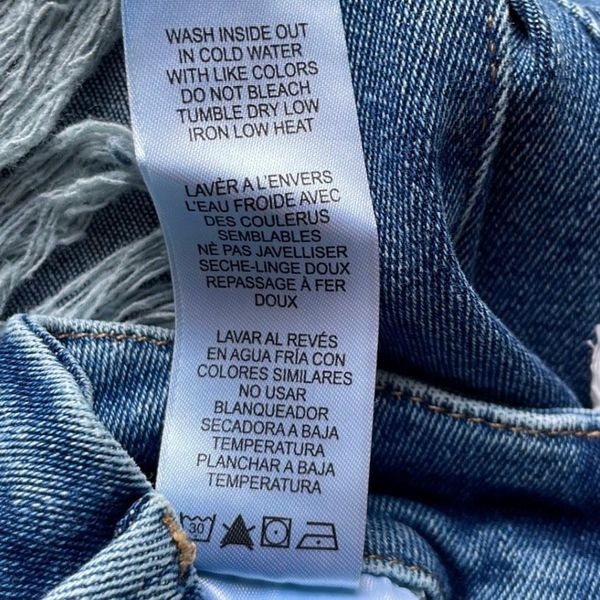 WASH INSIDE OUT
IN COLD WATER
WITH LIKE COLORS
DO NOT BLEACH
TUMBLE DRY LOW
IRON LOW HEAT
LAVÈR A L'ENVERS
L'EAU FROIDE AVEC
DES COULERUS
SEMBLABLES
NÈ PAS JAVELLISER
SECHE-LINGE DOUX
REPASSAGE À FER
DOUX
LAVAR AL REVÉS
EN AGUA FRÍA CON
COLORES SIMILARES
NO USAR
BLANQUEADOR
SECADORA A BAJA
TEMPERATURA
PLANCHAR A BAJA
TEMPERATURA
30